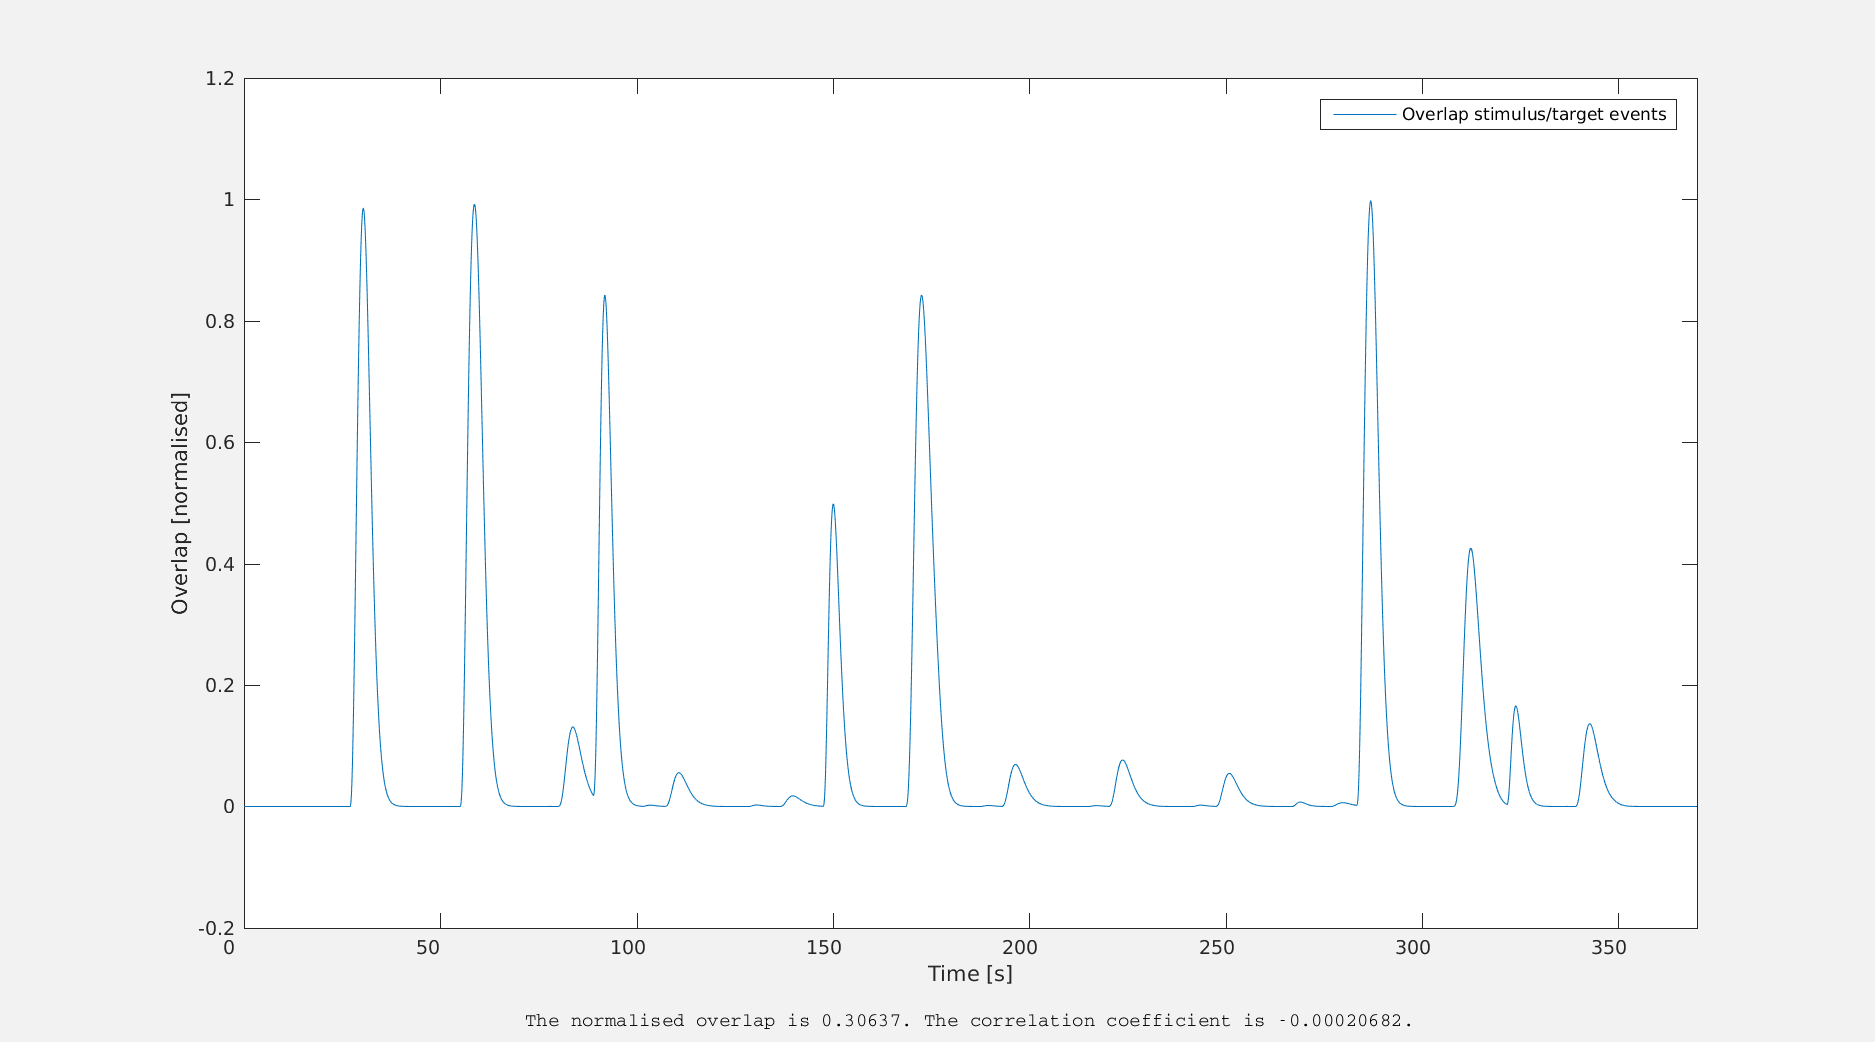 1.2
Overlap stimulus/target events
1
0.8
0.6
0.4
0.2
0
-0.2
Overlap [normalised]
0 50 100 150 200 250 300 350
Time [s]
The normalised overlap is 0.30637. The correlation coefficient is -0.00020682.